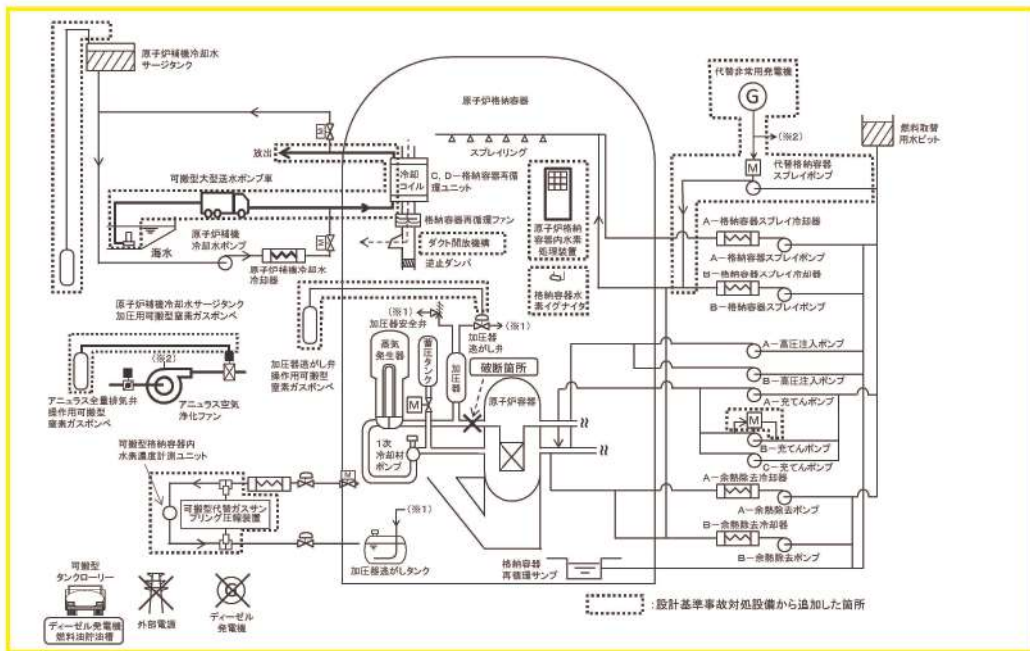 原子炉補機冷却水
サージタンク
原子炉格納容器
代替非常用発電機
G
(※2)
燃料取替
用水ピット
スプレイリング
M
放出
冷却
コイル
C, D-格納容器再循
環ユニット
M
代替格納容器
スプレイポンプ
可搬型大型送水ポンプ車
格納容器再循環ファン
原子炉格納
容器内水素
処理装置
A-格納容器スプレイ冷却器
海水
原子炉補機
冷却水ポンプ
M
ダクト開放機構
逆止ダンパ
A-格納容器スプレイポンプ
B-格納容器スプレイ冷却器
原子炉補機冷却水
冷却器
格納容器水
素イグナイタ
B-格納容器スプレイポンプ
原子炉補機冷却水サージタンク
加圧用可搬型窒素ガスボンベ
(※1)
加圧器安全弁
(※1)
加圧器
逃がし弁
(※2)
加圧器逃がし弁
操作用可搬型
窒素ガスボンベ
蒸気
発生器
蓄圧タンク
加圧器
破断箇所
原子炉容器
A-高圧注入ポンプ
B-高圧注入ポンプ
A-充てんポンプ
アニュラス全量排気弁
操作用可搬型
窒素ガスボンベ
アニュラス空気
浄化ファン
M
M
B-充てんポンプ
C-充てんポンプ
可搬型格納容器内
水素濃度計測ユニット
1次
冷却材
ポンプ
M
A-余熱除去冷却器
A-余熱除去ポンプ
可搬型代替ガスサン
プリング圧縮装置
(※1)
B-余熱除去冷却器
B-余熱除去ポンプ
加圧器逃がしタンク
格納容器
再循環サンプ
可搬型
タンクローリー
ディーゼル発電機
燃料油貯油槽
外部電源
ディーゼル
発電機
:設計基準事故対処設備から追加した箇所